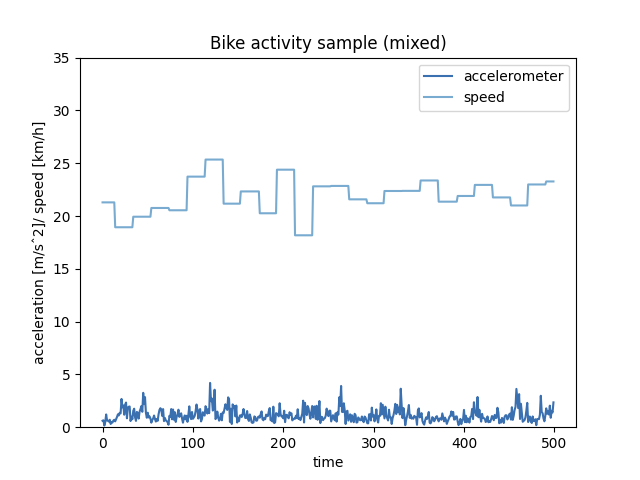 Bike activity sample (mixed)
accelerometer
speed
acceleration [m/s^2]/ speed [km/h]
35
30
25
20
15
10
5
0
0 100 200 300 400 500
time